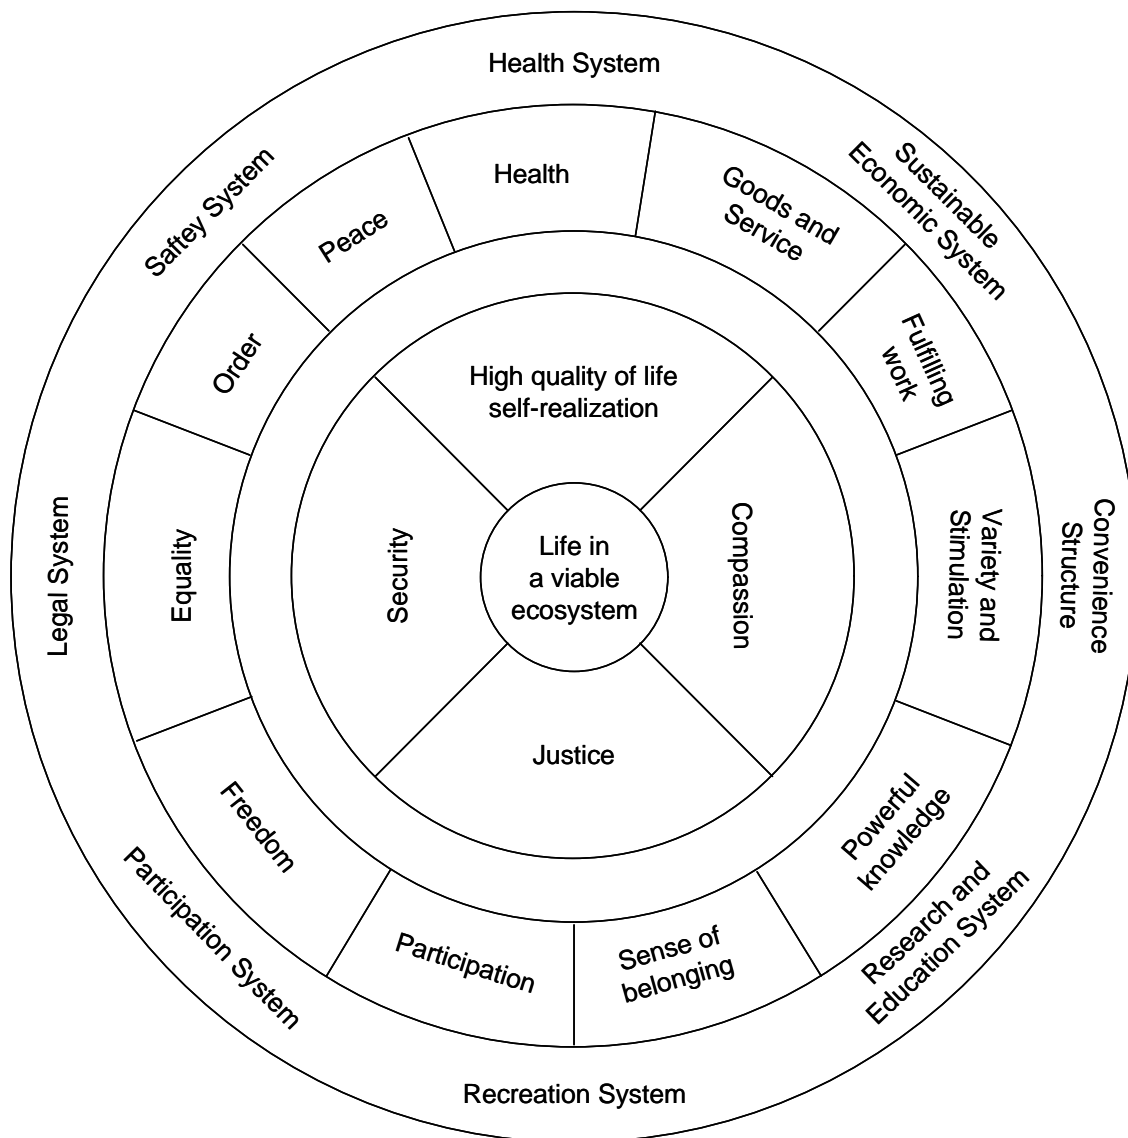 Health System
Sustainable
Economic System
Convenience
Structure
Research and
Education System
Recreation System
Participation System
Legal System
Saftey System
Health
Goods and
Service
Fulfilling
work
Variety and
Stimulation
Powerful
knowledge
Sense of
belonging
Participation
Freedom
Equality
Order
Peace
High quality of life
self-realization
Compassion
Justice
Security
Life in
a viable
ecosystem